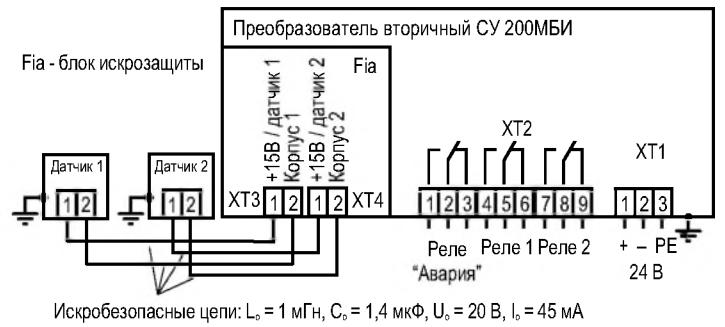 Преобразователь вторичный СУ 200МБИ
Fia - блок искрозащиты
Fia
+15В / датчик 1
Корпус 1
+15В / датчик 2
Корпус 2
Датчик 1
Датчик 2
1 2
1 2
XT3
1 2
1 2
XT4
XT2
XT1
1 2 3 4 5 6 7 8 9
1 2 3
Реле "Авария"
Реле 1
Реле 2
+ – PE
24 В
Искробезопасные цепи: Lₒ = 1 мГн, Cₒ = 1,4 мкФ, Uₒ = 20 В, Iₒ = 45 мА